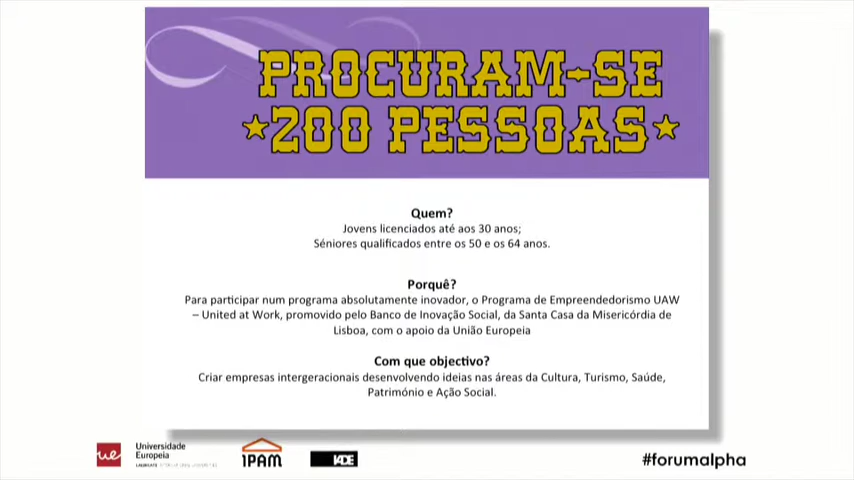 PROCURAM-SE
200 PESSOAS
Quem?
Jovens licenciados até aos 30 anos;
Séniores qualificados entre os 50 e os 64 anos.
Porquê?
Para participar num programa absolutamente inovador, o Programa de Empreendedorismo UAW
– United at Work, promovido pelo Banco de Inovação Social, da Santa Casa da Misericórdia de
Lisboa, com o apoio da União Europeia
Com que objectivo?
Criar empresas intergeracionais desenvolvendo ideias nas áreas da Cultura, Turismo, Saúde,
Património e Ação Social.
ue
Universidade
Europeia
IPAM
IADE
#forumalpha